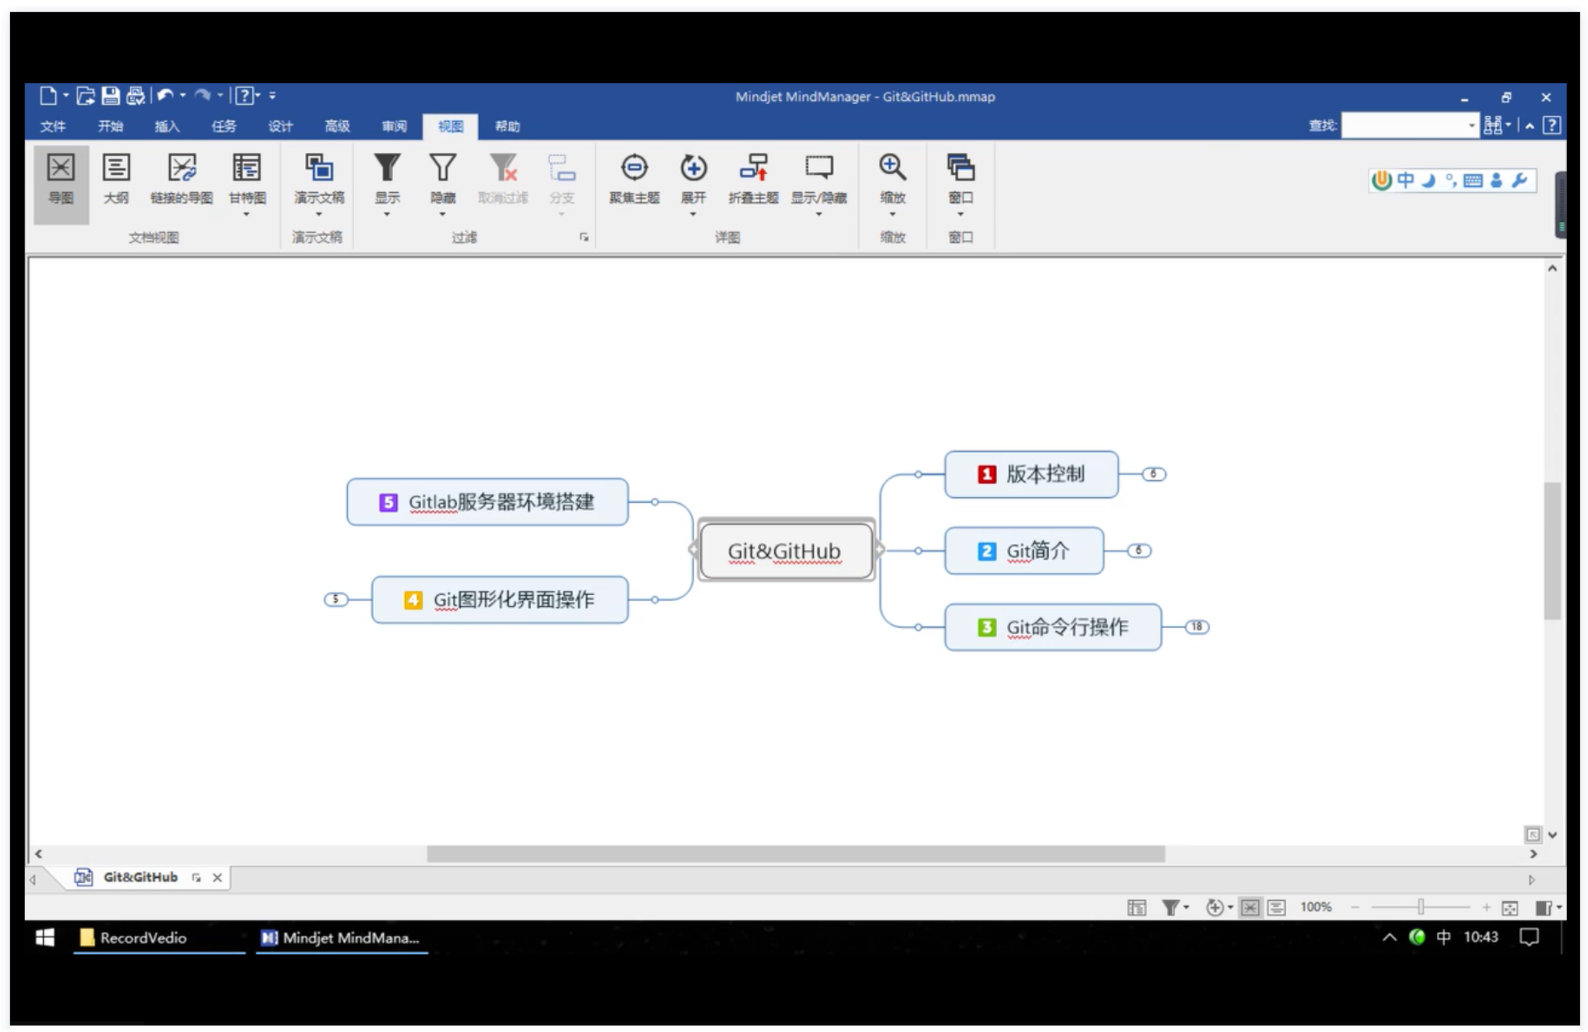 Mindjet MindManager - Git&GitHub.mmap
文件 开始 插入 任务 设计 高级 审阅 视图 帮助 查找:
导图 大纲 链接的导图 甘特图 演示文稿 显示 隐藏 取消过滤 分支 聚焦主题 展开 折叠主题 显示/隐藏 缩放 窗口
中
文档视图 演示文稿 过滤 详图 缩放 窗口
1 版本控制 6
5 Gitlab服务器环境搭建
Git&GitHub
2 Git简介 6
5 4 Git图形化界面操作
3 Git命令行操作 18
Git&GitHub
100%
RecordVedio
Mindjet MindMana...
中 10:43